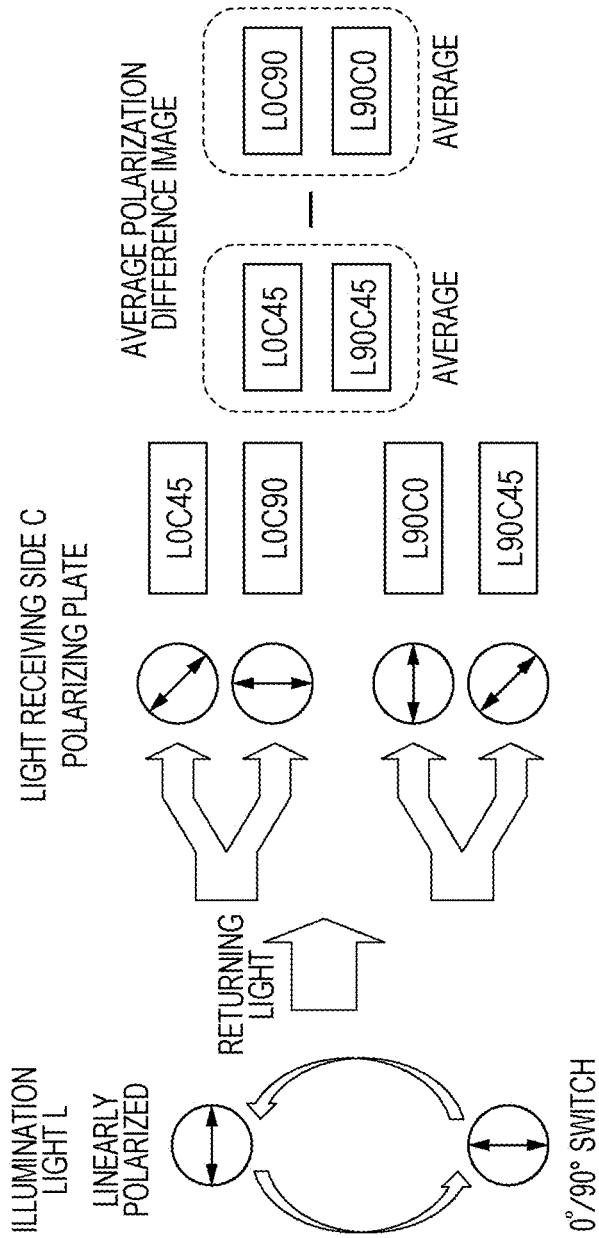 ILLUMINATION
LIGHT L
LINEARLY
POLARIZED
0°/90° SWITCH
RETURNING
LIGHT
LIGHT RECEIVING SIDE C
POLARIZING PLATE
L0C45
L0C90
L90C0
L90C45
AVERAGE POLARIZATION
DIFFERENCE IMAGE
L0C45
L90C45
AVERAGE
—
L0C90
L90C0
AVERAGE